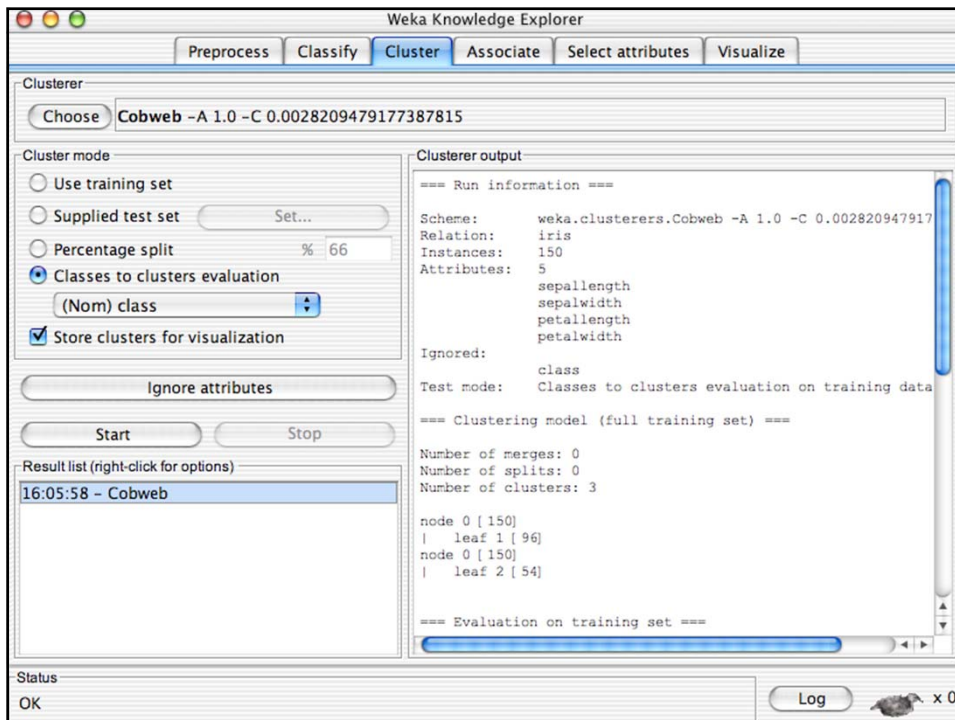 Weka Knowledge Explorer
Preprocess Classify Cluster Associate Select attributes Visualize
Clusterer
Choose Cobweb -A 1.0 -C 0.0028209479177387815
Cluster mode
Use training set
Supplied test set Set...
Percentage split % 66
Classes to clusters evaluation
(Nom) class
Store clusters for visualization
Ignore attributes
Start Stop
Result list (right-click for options)
16:05:58 - Cobweb
Clusterer output
=== Run information ===
Scheme: weka.clusterers.Cobweb -A 1.0 -C 0.002820947917
Relation: iris
Instances: 150
Attributes: 5
sepallength
sepalwidth
petallength
petalwidth
Ignored:
class
Test mode: Classes to clusters evaluation on training data
=== Clustering model (full training set) ===
Number of merges: 0
Number of splits: 0
Number of clusters: 3
node 0 [150]
| leaf 1 [96]
node 0 [150]
| leaf 2 [54]
=== Evaluation on training set ===
Status
OK
Log x 0